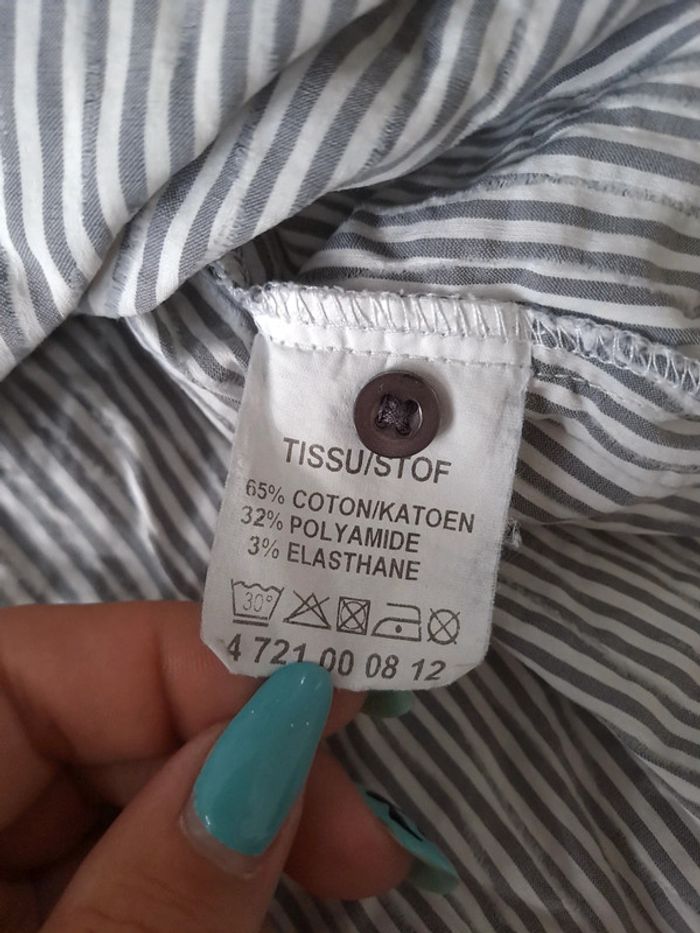 TISSU/STOF
65% COTON/KATOEN
32% POLYAMIDE
3% ELASTHANE
30°
4 721 00 08 12